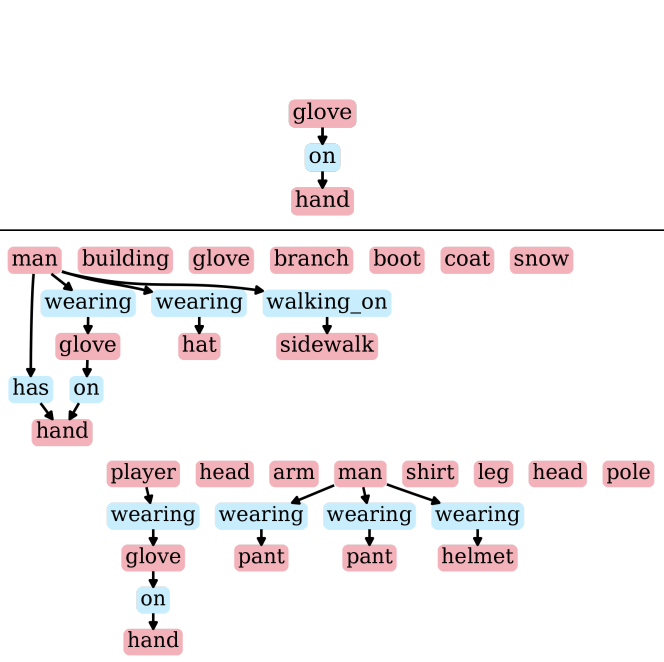 glove
on
hand
man building glove branch boot coat snow
wearing wearing walking_on
glove hat sidewalk
has on
hand
player head arm man shirt leg head pole
wearing wearing wearing wearing
glove pant pant helmet
on
hand